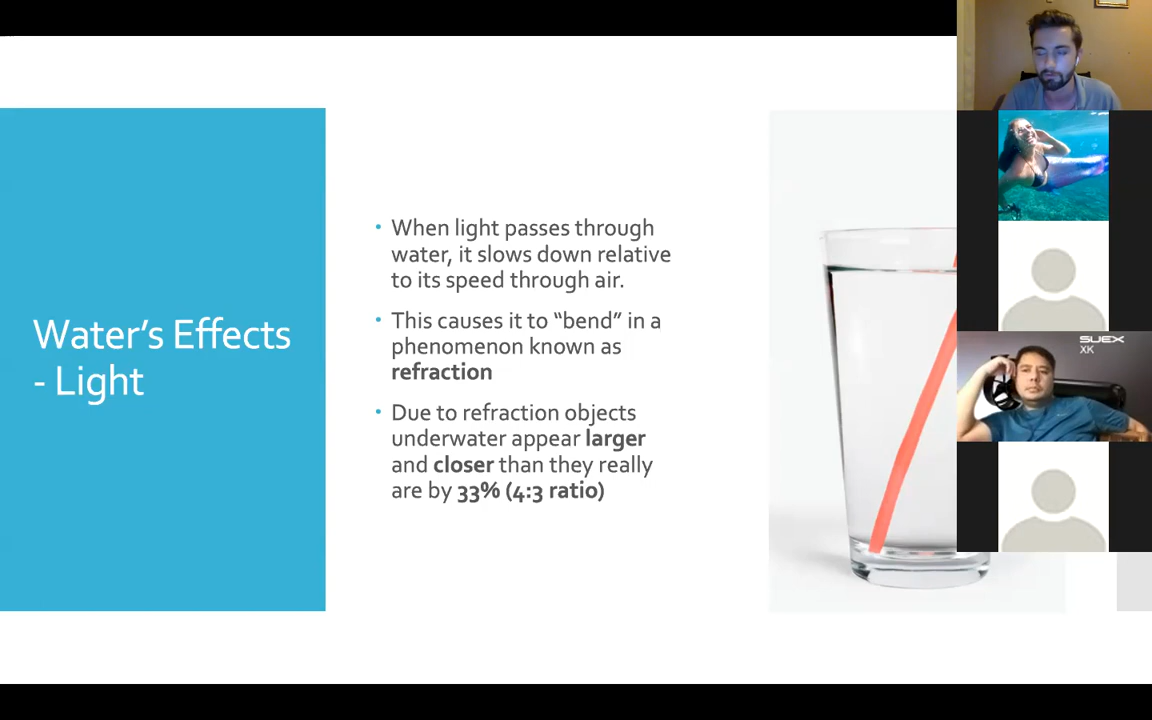 Water's Effects
- Light
• When light passes through
water, it slows down relative
to its speed through air.
• This causes it to “bend” in a
phenomenon known as
refraction
• Due to refraction objects
underwater appear larger
and closer than they really
are by 33% (4:3 ratio)
SUEX
XK